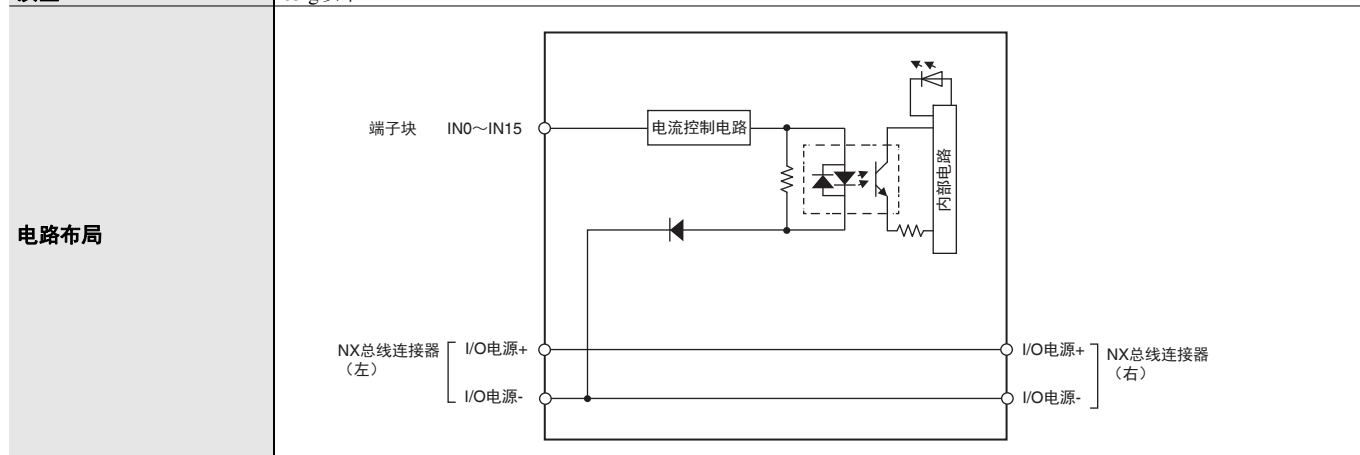 电路布局
端子块 IN0～IN15
电流控制电路
内部电路
NX总线连接器
（左）
I/O电源+
I/O电源-
I/O电源+
I/O电源-
NX总线连接器
（右）